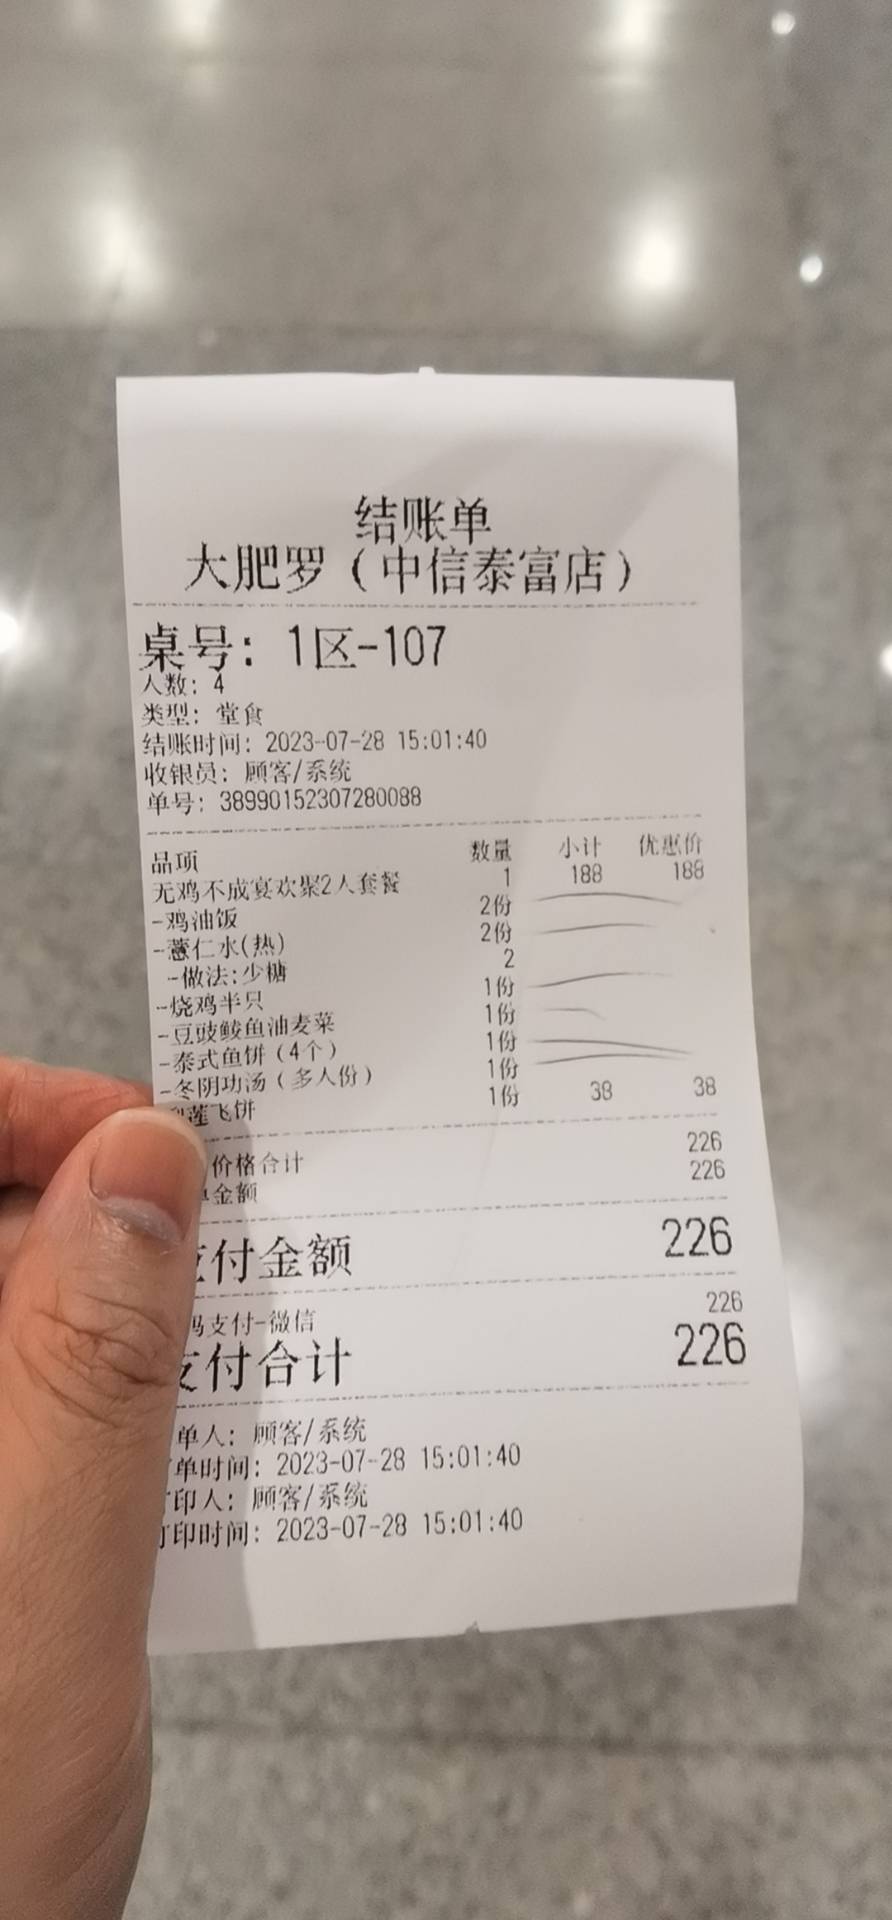 结账单
大肥罗（中信泰富店）
桌号: 1区-107
人数: 4
类型: 堂食
结账时间: 2023-07-28 15:01:40
收银员: 顾客/系统
单号: 38990152307280088
品项 数量 小计 优惠价
无鸡不成宴欢聚2人套餐 1 188 188
-鸡油饭 2份
-薏仁水(热) 2份
-做法:少糖 2
-烧鸡半只 1份
-豆豉鲮鱼油麦菜 1份
-泰式鱼饼（4个） 1份
-冬阴功汤（多人份） 1份
莲飞饼 1份 38 38
价格合计 226
金额 226
付金额 226
码支付-微信 226
支付合计 226
单人: 顾客/系统
单时间: 2023-07-28 15:01:40
印人: 顾客/系统
打印时间: 2023-07-28 15:01:40